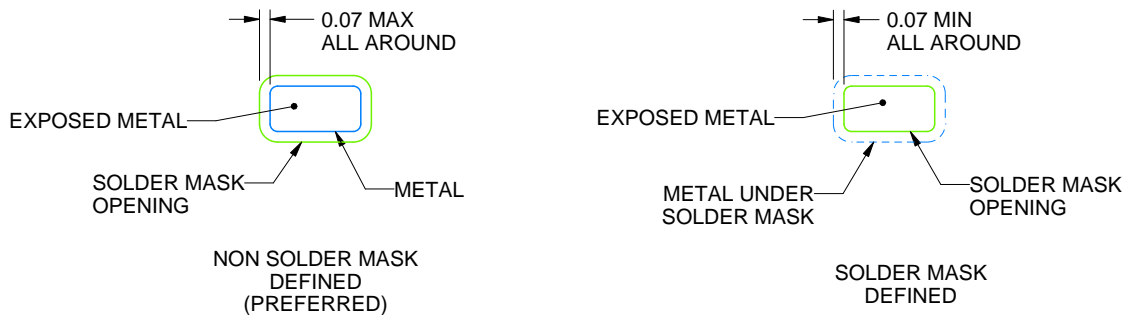 0.07 MAX
ALL AROUND
EXPOSED METAL
SOLDER MASK
OPENING
METAL
NON SOLDER MASK
DEFINED
(PREFERRED)
0.07 MIN
ALL AROUND
EXPOSED METAL
METAL UNDER
SOLDER MASK
SOLDER MASK
OPENING
SOLDER MASK
DEFINED